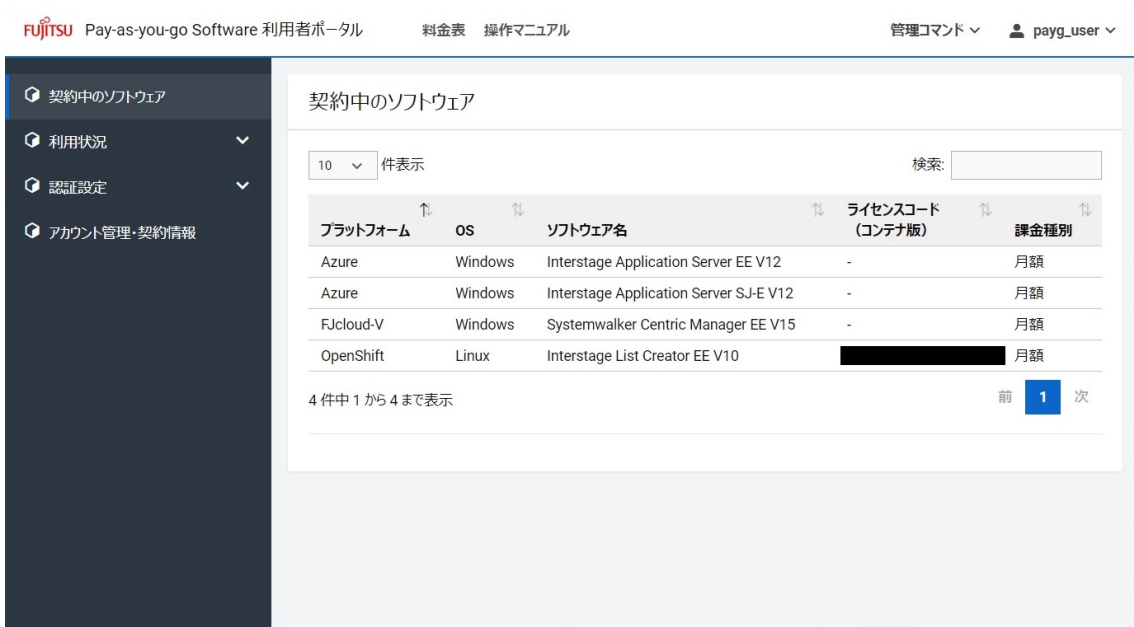 FUJITSU Pay-as-you-go Software 利用者ポータル 料金表 操作マニュアル 管理コマンド payg_user
契約中のソフトウェア
利用状況
認証設定
アカウント管理・契約情報
契約中のソフトウェア
10 件表示 検索:
プラットフォーム OS ソフトウェア名 ライセンスコード（コンテナ版） 課金種別
Azure Windows Interstage Application Server EE V12 - 月額
Azure Windows Interstage Application Server SJ-E V12 - 月額
FJcloud-V Windows Systemwalker Centric Manager EE V15 - 月額
OpenShift Linux Interstage List Creator EE V10 月額
4 件中 1 から 4 まで表示 前 1 次